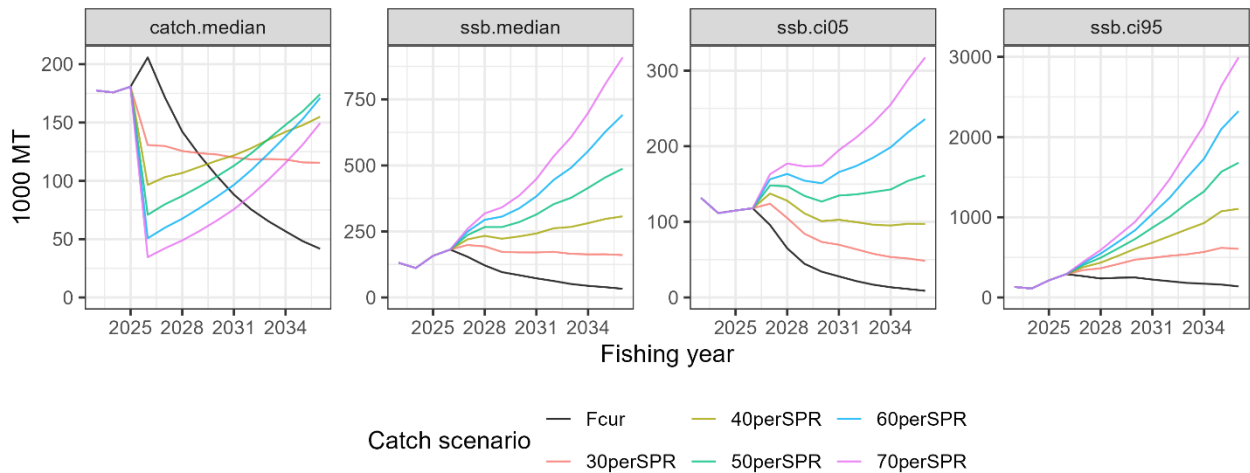 catch.median ssb.median ssb.ci05 ssb.ci95
1000 MT
200
150
100
50
0
750
500
250
0
300
200
100
0
3000
2000
1000
0
2025 2028 2031 2034 2025 2028 2031 2034 2025 2028 2031 2034 2025 2028 2031 2034
Fishing year
Catch scenario
Fcur 40perSPR 60perSPR
30perSPR 50perSPR 70perSPR